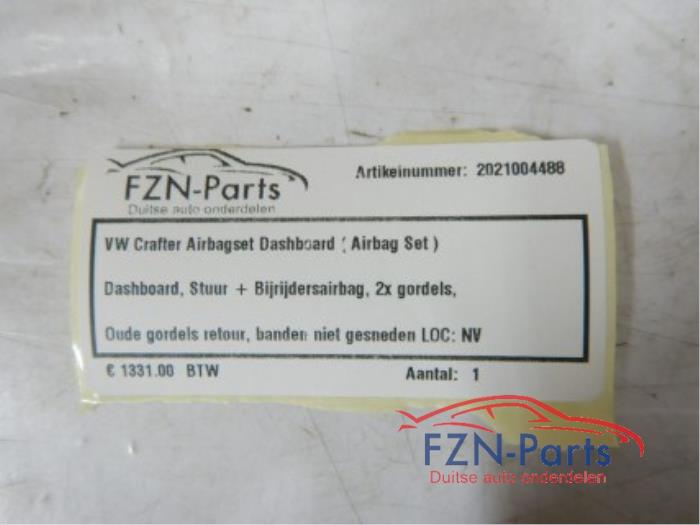 FZN-Parts
Duitse auto onderdelen
Artikelnummer: 2021004488
VW Crafter Airbagset Dashboard ( Airbag Set )
Dashboard, Stuur + Bijrijdersairbag, 2x gordels,
Oude gordels retour, banden niet gesneden LOC: NV
€ 1331.00 BTW
Aantal: 1
FZN-Parts
Duitse auto onderdelen